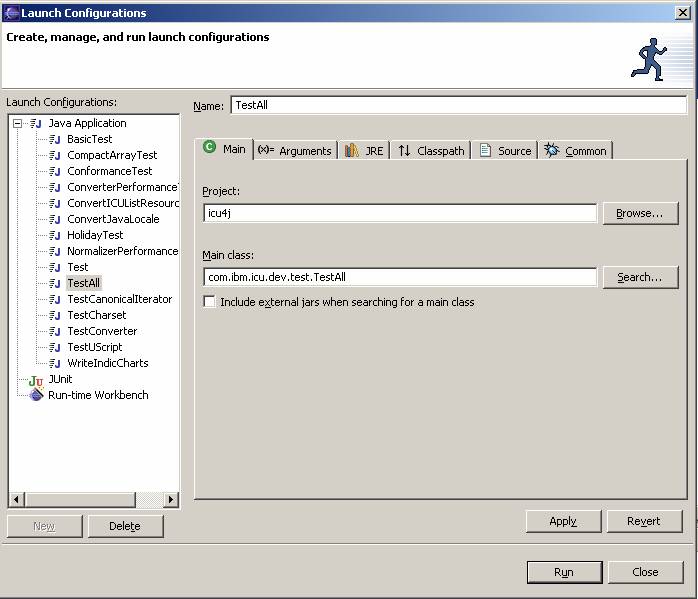 Launch Configurations
Create, manage, and run launch configurations
Launch Configurations:
Java Application
BasicTest
CompactArrayTest
ConformanceTest
ConverterPerformance
ConvertICUListResourc
ConvertJavaLocale
HolidayTest
NormalizerPerformance
Test
TestAll
TestCanonicalIterator
TestCharset
TestConverter
TestUScript
WriteIndicCharts
JUnit
Run-time Workbench
New
Delete
Name: TestAll
Main (x)= Arguments JRE Classpath Source Common
Project:
icu4j
Browse...
Main class:
com.ibm.icu.dev.test.TestAll
Search...
Include external jars when searching for a main class
Apply Revert
Run Close